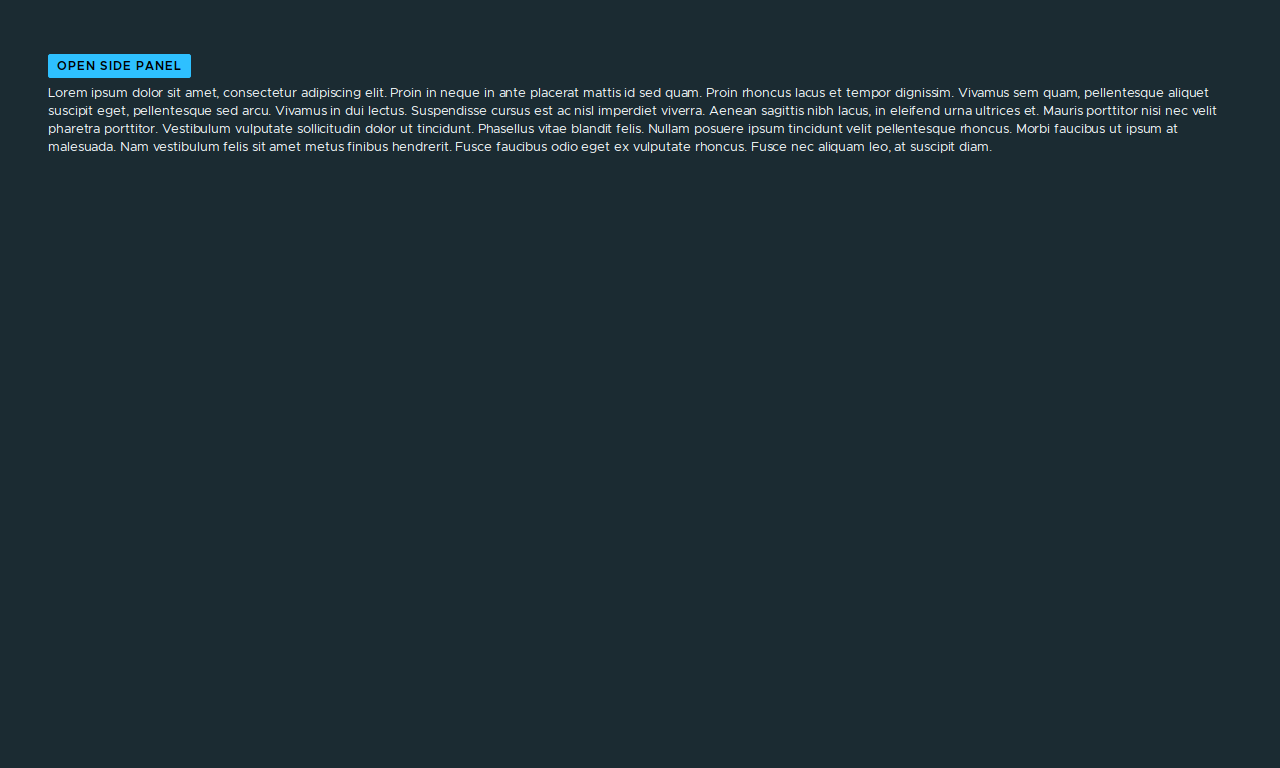 OPEN SIDE PANEL
Lorem ipsum dolor sit amet, consectetur adipiscing elit. Proin in neque in ante placerat mattis id sed quam. Proin rhoncus lacus et tempor dignissim. Vivamus sem quam, pellentesque aliquet
suscipit eget, pellentesque sed arcu. Vivamus in dui lectus. Suspendisse cursus est ac nisl imperdiet viverra. Aenean sagittis nibh lacus, in eleifend urna ultrices et. Mauris porttitor nisi nec velit
pharetra porttitor. Vestibulum vulputate sollicitudin dolor ut tincidunt. Phasellus vitae blandit felis. Nullam posuere ipsum tincidunt velit pellentesque rhoncus. Morbi faucibus ut ipsum at
malesuada. Nam vestibulum felis sit amet metus finibus hendrerit. Fusce faucibus odio eget ex vulputate rhoncus. Fusce nec aliquam leo, at suscipit diam.